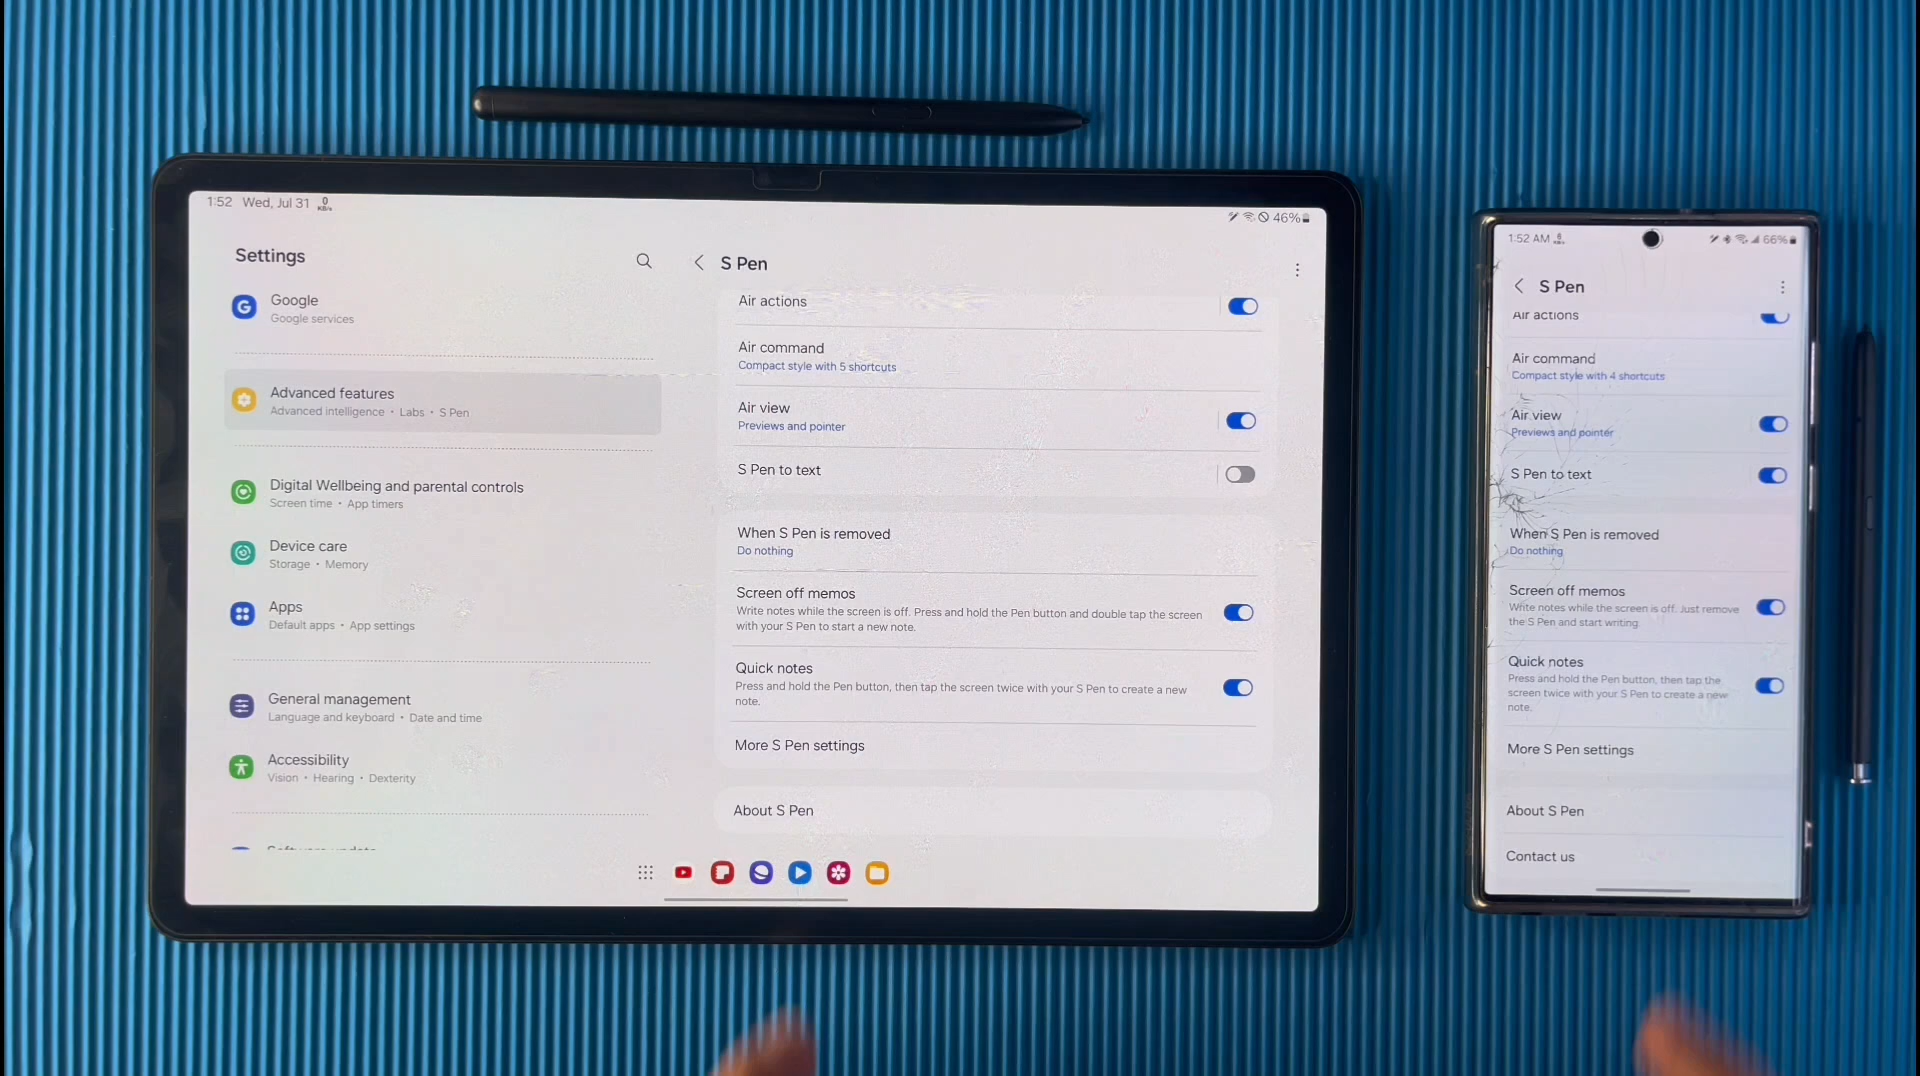 1:52 Wed, Jul 31 0 KB/s
46%
Settings
Google
Google services
Advanced features
Advanced intelligence • Labs • S Pen
Digital Wellbeing and parental controls
Screen time • App timers
Device care
Storage • Memory
Apps
Default apps • App settings
General management
Language and keyboard • Date and time
Accessibility
Vision • Hearing • Dexterity
Software update
S Pen
Air actions
Air command
Compact style with 5 shortcuts
Air view
Previews and pointer
S Pen to text
When S Pen is removed
Do nothing
Screen off memos
Write notes while the screen is off. Press and hold the Pen button and double tap the screen
with your S Pen to start a new note.
Quick notes
Press and hold the Pen button, then tap the screen twice with your S Pen to create a new
note.
More S Pen settings
About S Pen
1:52 AM
66%
S Pen
Air actions
Air command
Compact style with 4 shortcuts
Air view
Previews and pointer
S Pen to text
When S Pen is removed
Do nothing
Screen off memos
Write notes while the screen is off. Just remove
the S Pen and start writing.
Quick notes
Press and hold the Pen button, then tap the
screen twice with your S Pen to create a new
note.
More S Pen settings
About S Pen
Contact us